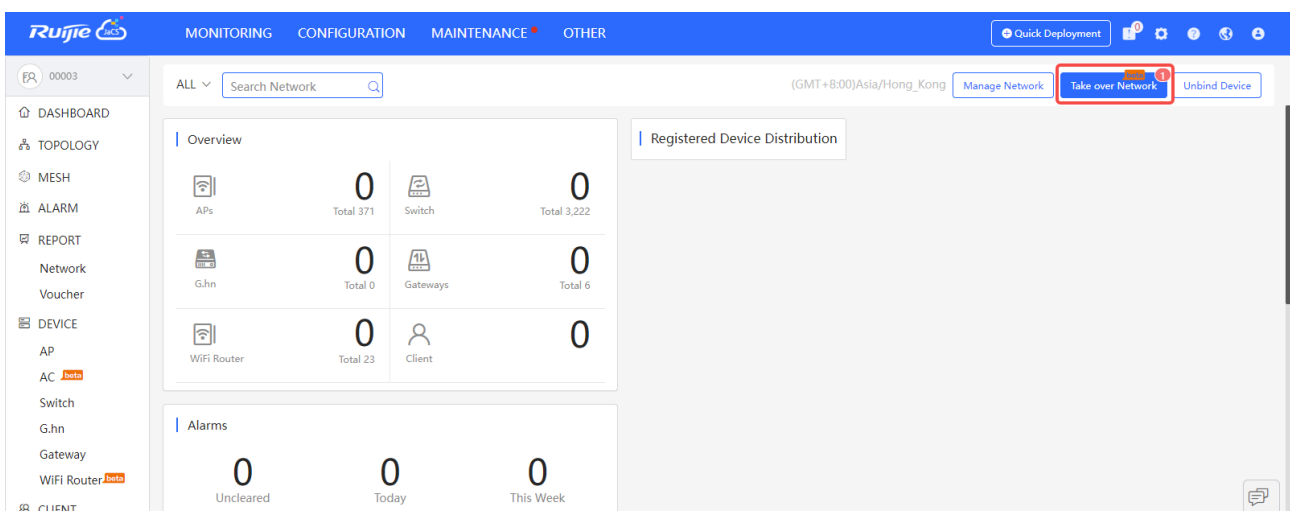 Ruijie JaCS MONITORING CONFIGURATION MAINTENANCE OTHER Quick Deployment 0
ER 00003
ALL Search Network (GMT+8:00)Asia/Hong_Kong Manage Network Take over Network beta 1 Unbind Device
DASHBOARD
TOPOLOGY
MESH
ALARM
REPORT
Network
Voucher
DEVICE
AP
AC beta
Switch
G.hn
Gateway
WiFi Router beta
CLIENT
Overview
0 0
APs Total 371 Switch Total 3,222
0 0
G.hn Total 0 Gateways Total 6
0 0
WiFi Router Total 23 Client
Registered Device Distribution
Alarms
0 0 0
Uncleared Today This Week